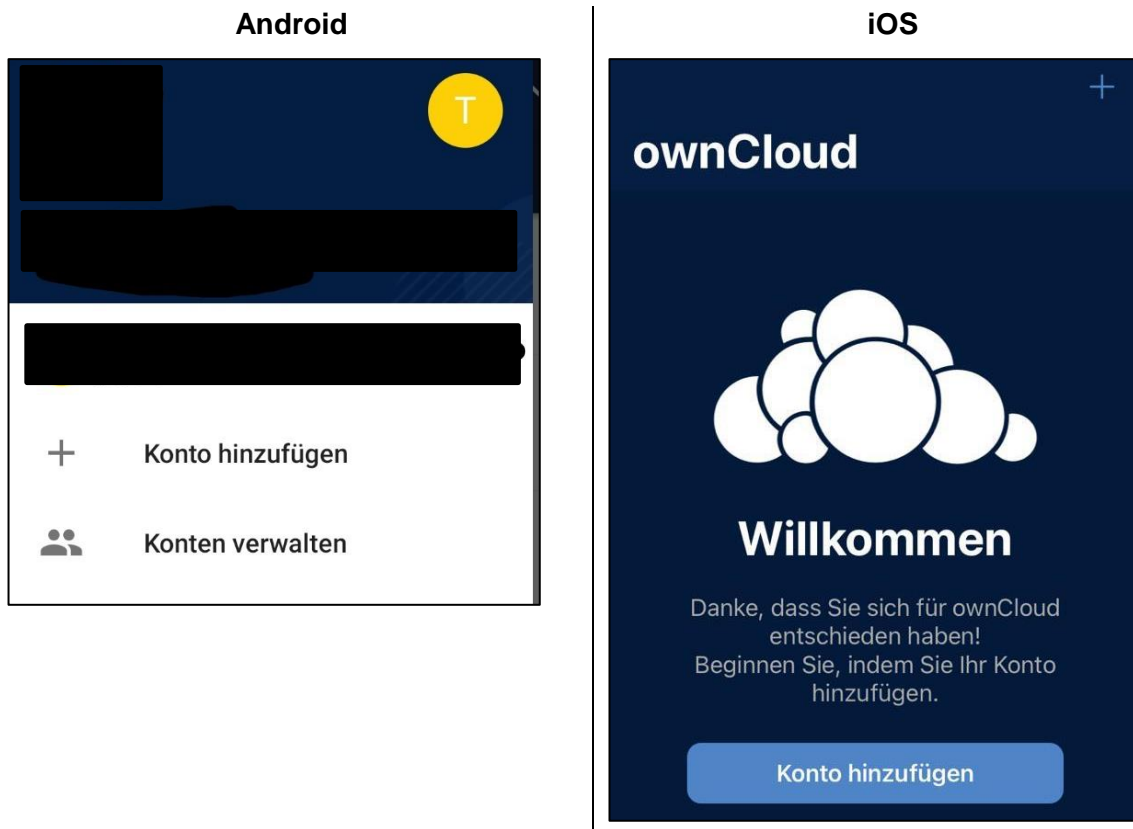 Android
T
Konto hinzufügen
Konten verwalten
iOS
ownCloud
Willkommen
Danke, dass Sie sich für ownCloud
entschieden haben!
Beginnen Sie, indem Sie Ihr Konto
hinzufügen.
Konto hinzufügen